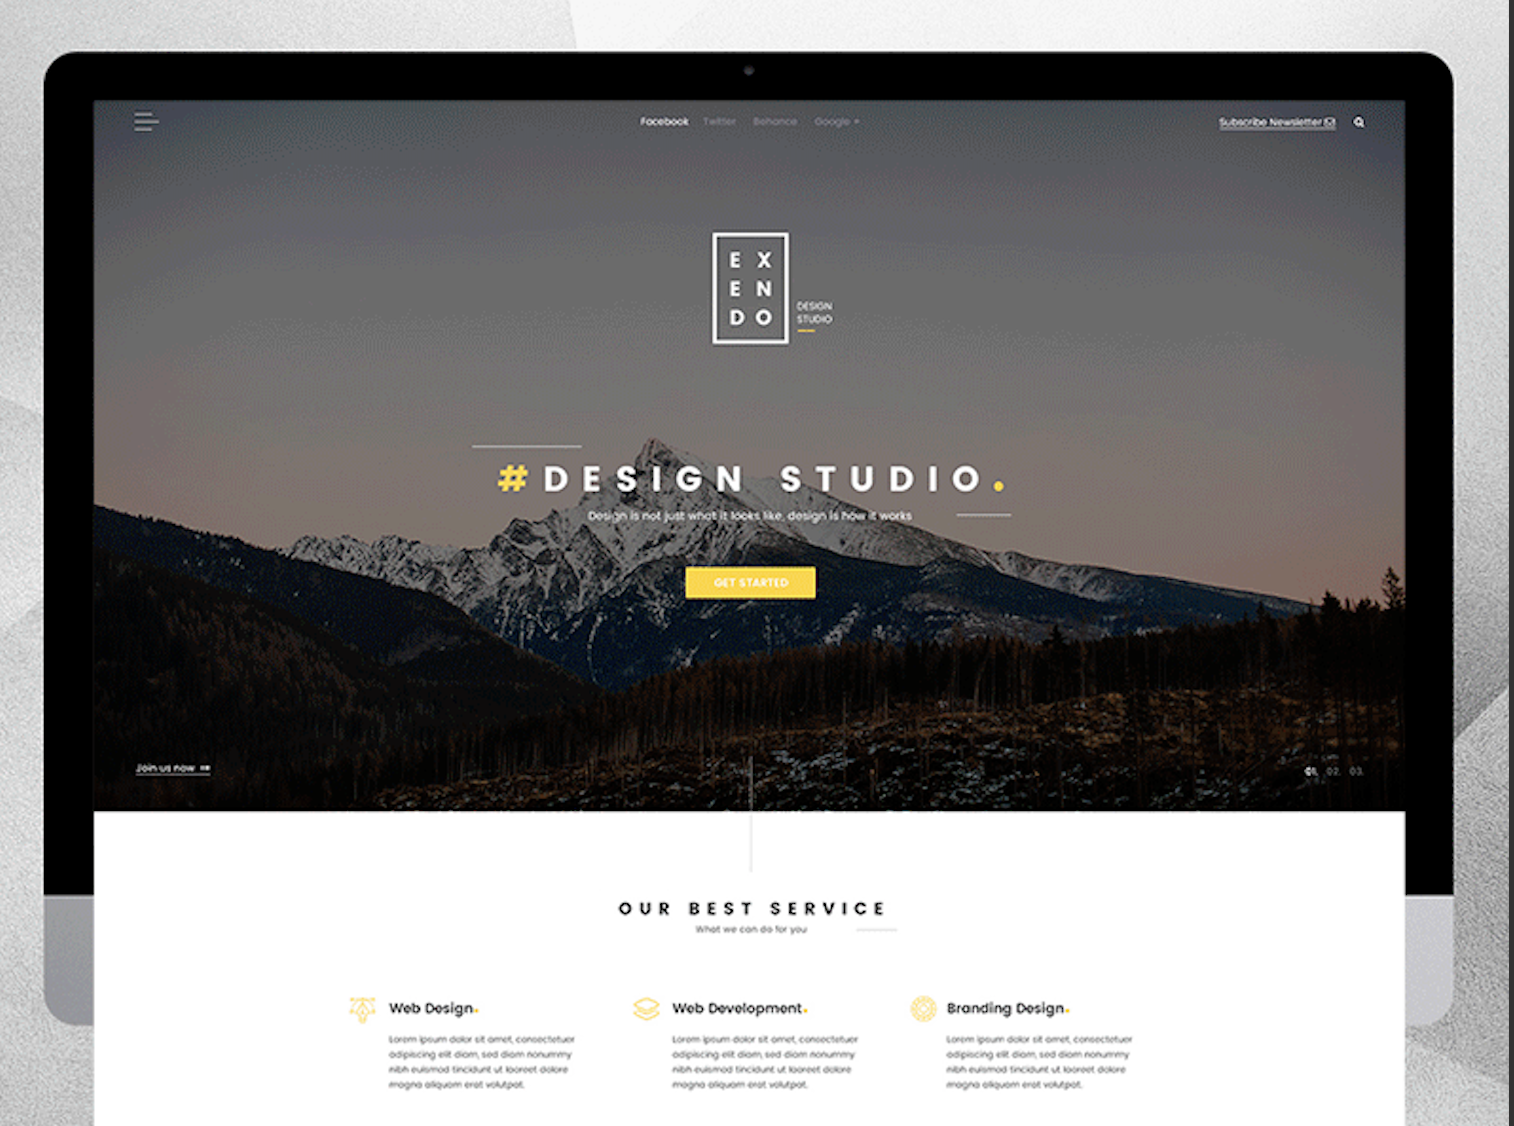 Facebook Twitter Behance Google +
Subscribe Newsletter
E X
E N
D O
DESIGN
STUDIO
#DESIGN STUDIO.
Design is not just what it looks like, design is how it works
GET STARTED
Join us now
01. 02. 03.
OUR BEST SERVICE
What we can do for you
Web Design.
Lorem ipsum dolor sit amet, consectetuer
adipiscing elit diam, sed diam nonummy
nibh euismod tincidunt ut laoreet dolore
magna aliquam erat volutpat.
Web Development.
Lorem ipsum dolor sit amet, consectetuer
adipiscing elit diam, sed diam nonummy
nibh euismod tincidunt ut laoreet dolore
magna aliquam erat volutpat.
Branding Design.
Lorem ipsum dolor sit amet, consectetuer
adipiscing elit diam, sed diam nonummy
nibh euismod tincidunt ut laoreet dolore
magna aliquam erat volutpat.